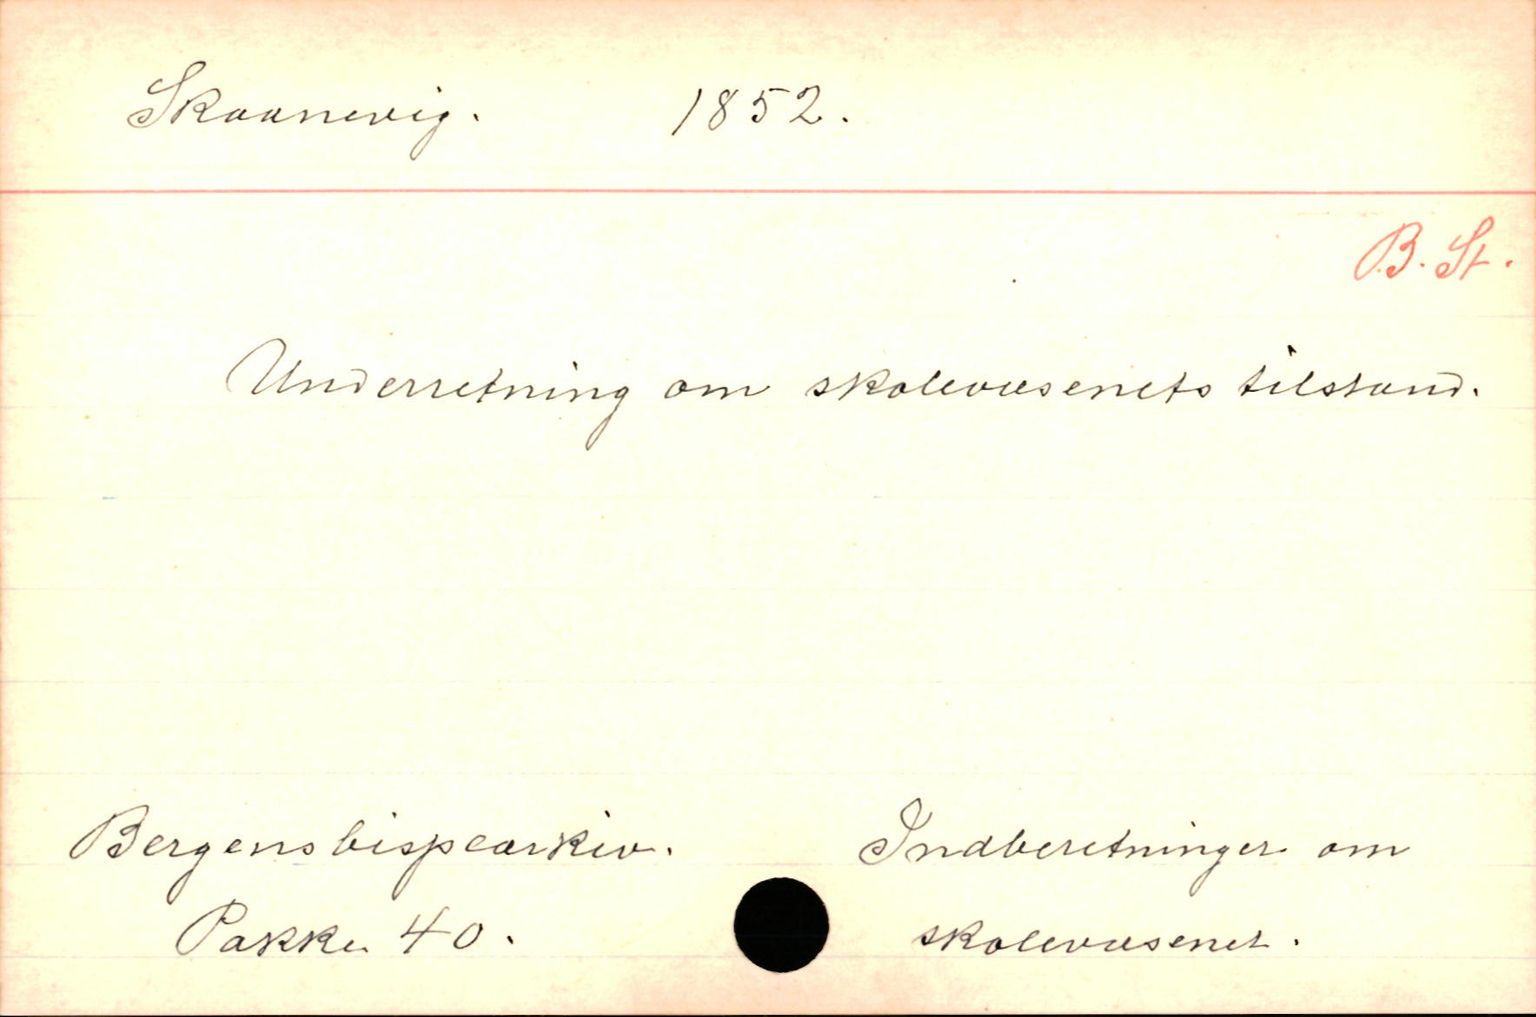 Skaanevig. 1852.
B. St.
Underretning om skolevæsenets tilstand.
Bergens bispearkiv. Indberetninger om
Pakke 40. skolevæsenet.